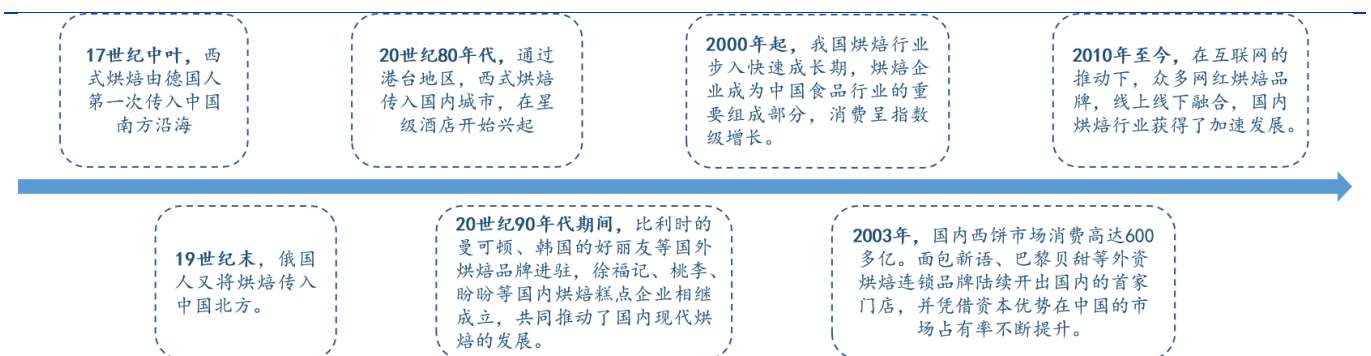 17世纪中叶，西
式烘焙由德国人
第一次传入中国
南方沿海
20世纪80年代，通过
港台地区，西式烘焙
传入国内城市，在星
级酒店开始兴起
2000年起，我国烘焙行业
步入快速成长期，烘焙企
业成为中国食品行业的重
要组成部分，消费呈指数
级增长。
2010年至今，在互联网的
推动下，众多网红烘焙品
牌，线上线下融合，国内
烘焙行业获得了加速发展。
19世纪末，俄国
人又将烘焙传入
中国北方。
20世纪90年代期间，比利时的
曼可顿、韩国的好丽友等国外
烘焙品牌进驻，徐福记、桃李、
盼盼等国内烘焙糕点企业相继
成立，共同推动了国内现代烘
焙的发展。
2003年，国内西饼市场消费高达600
多亿。面包新语、巴黎贝甜等外资
烘焙连锁品牌陆续开出国内的首家
门店，并凭借资本优势在中国的市
场占有率不断提升。